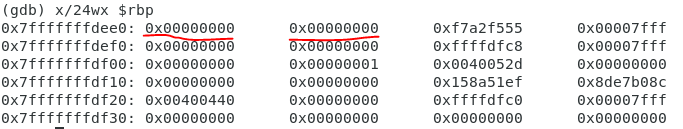 (gdb) x/24wx $rbp
0x7fffffffdee0: 0x00000000 0x00000000 0xf7a2f555 0x00007fff
0x7fffffffdef0: 0x00000000 0x00000000 0xffffdfc8 0x00007fff
0x7fffffffdf00: 0x00000000 0x00000001 0x0040052d 0x00000000
0x7fffffffdf10: 0x00000000 0x00000000 0x158a51ef 0x8de7b08c
0x7fffffffdf20: 0x00400440 0x00000000 0xffffdfc0 0x00007fff
0x7fffffffdf30: 0x00000000 0x00000000 0x00000000 0x00000000